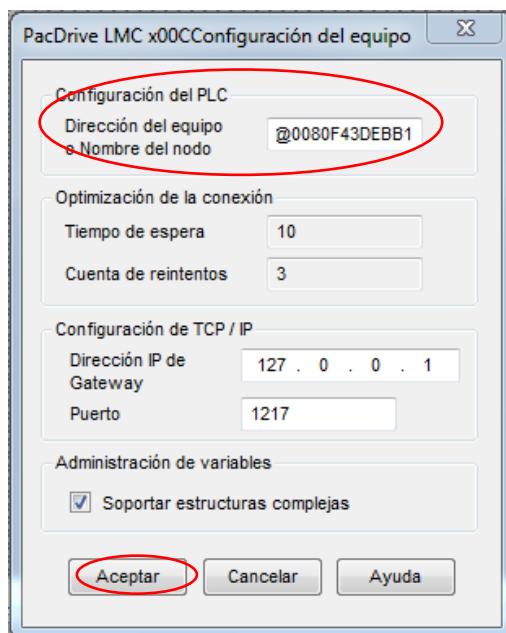 PacDrive LMC x00CConfiguración del equipo
Configuración del PLC
Dirección del equipo
o Nombre del nodo
@0080F43DEBB1
Optimización de la conexión
Tiempo de espera 10
Cuenta de reintentos 3
Configuración de TCP / IP
Dirección IP de
Gateway
127 . 0 . 0 . 1
Puerto 1217
Administración de variables
Soportar estructuras complejas
Aceptar Cancelar Ayuda